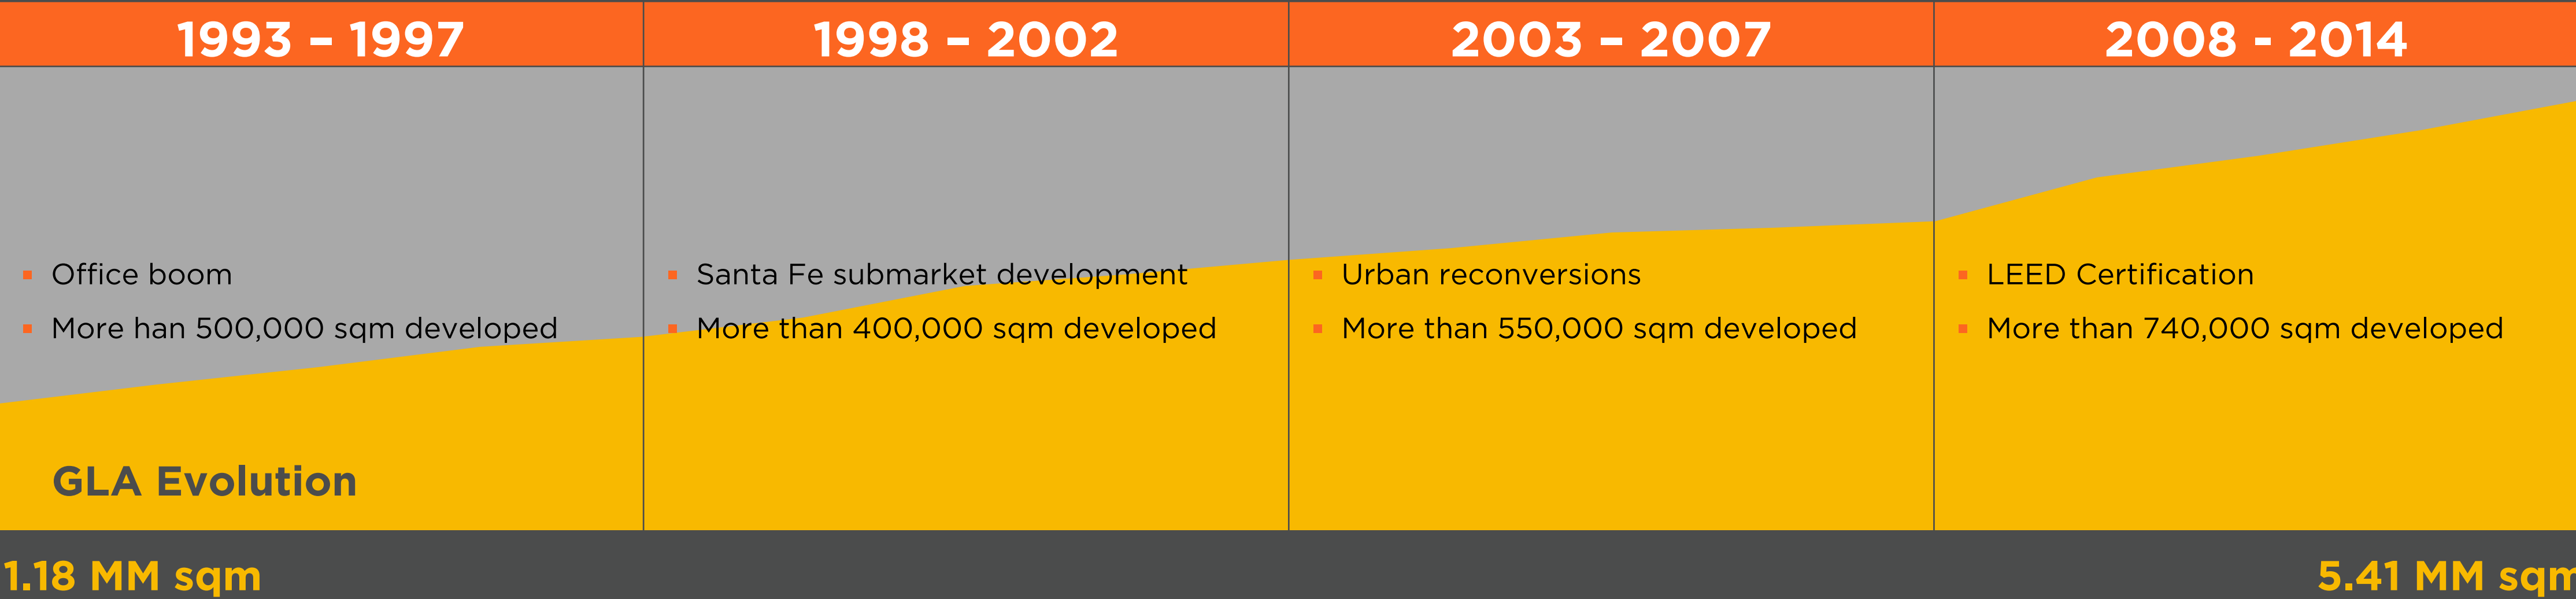 1993 – 1997
1998 – 2002
2003 – 2007
2008 - 2014
Office boom
More han 500,000 sqm developed
Santa Fe submarket development
More than 400,000 sqm developed
Urban reconversions
More than 550,000 sqm developed
LEED Certification
More than 740,000 sqm developed
GLA Evolution
1.18 MM sqm
5.41 MM sqm